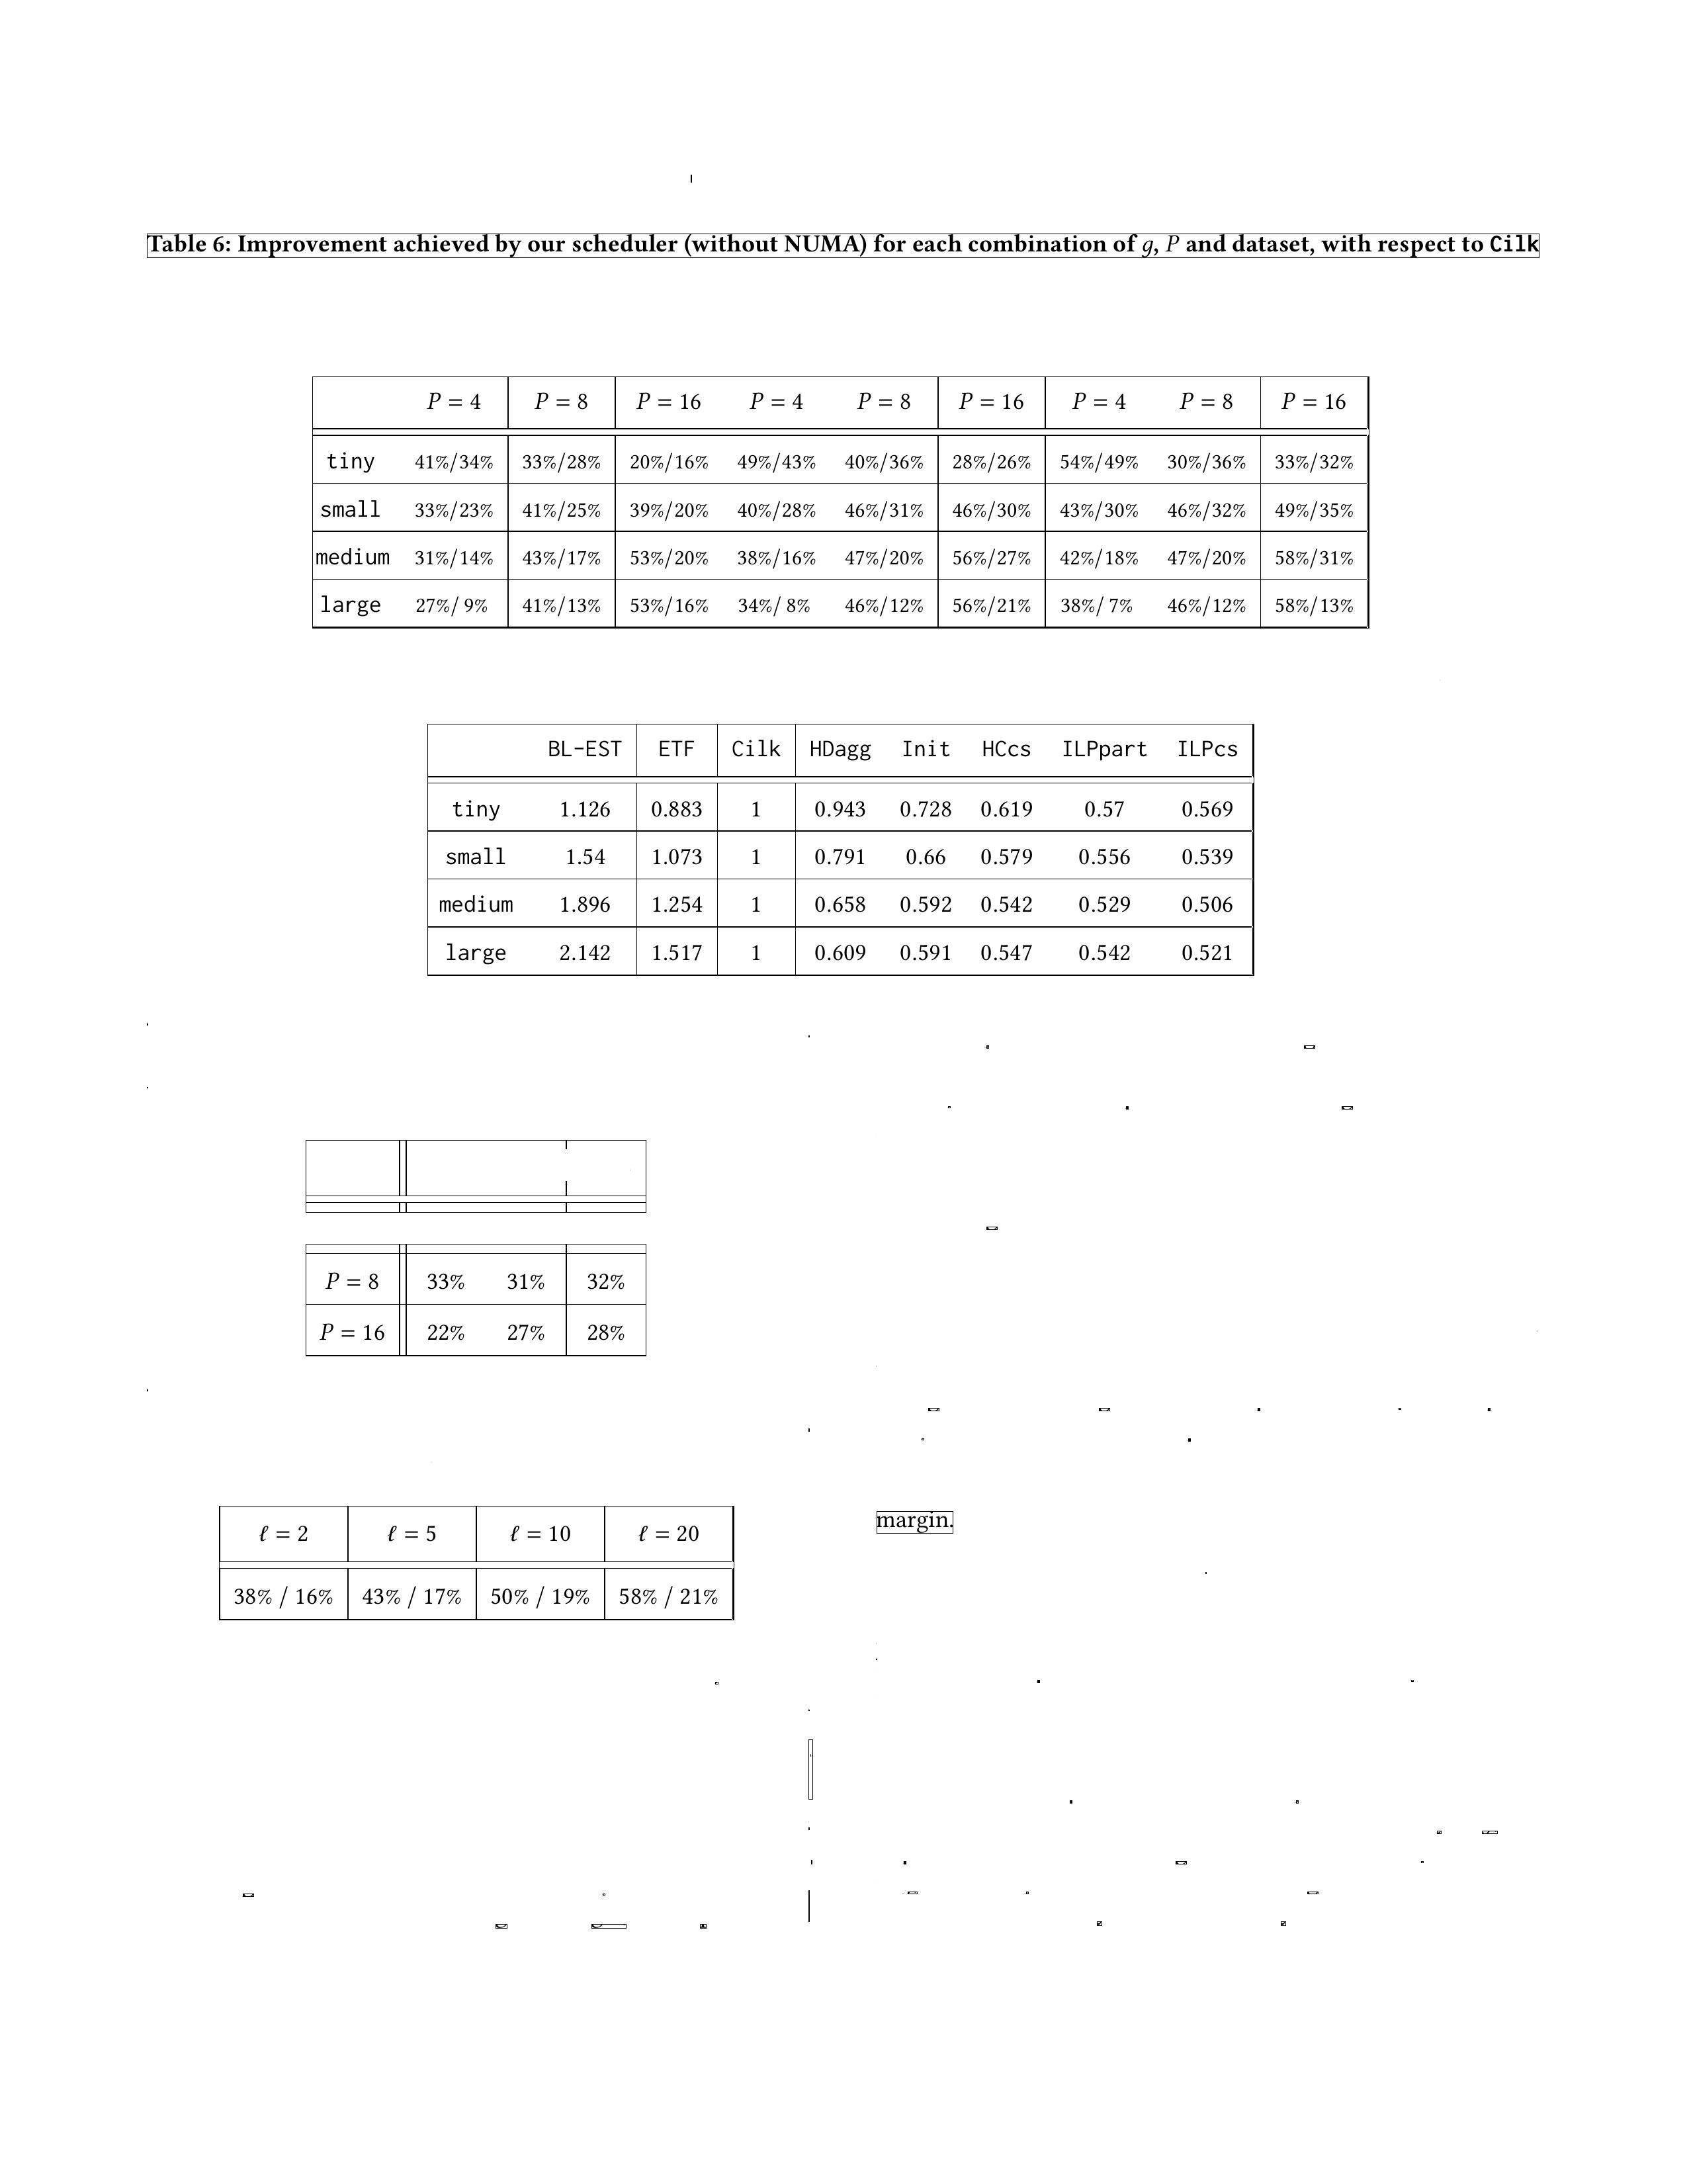 Table 6: Improvement achieved by our scheduler (without NUMA) for each combination of g, P and dataset, with respect to Cilk
P = 4 P = 8 P = 16 P = 4 P = 8 P = 16 P = 4 P = 8 P = 16
tiny 41%/34% 33%/28% 20%/16% 49%/43% 40%/36% 28%/26% 54%/49% 30%/36% 33%/32%
small 33%/23% 41%/25% 39%/20% 40%/28% 46%/31% 46%/30% 43%/30% 46%/32% 49%/35%
medium 31%/14% 43%/17% 53%/20% 38%/16% 47%/20% 56%/27% 42%/18% 47%/20% 58%/31%
large 27%/ 9% 41%/13% 53%/16% 34%/ 8% 46%/12% 56%/21% 38%/ 7% 46%/12% 58%/13%
BL-EST ETF Cilk HDagg Init HCcs ILPpart ILPcs
tiny 1.126 0.883 1 0.943 0.728 0.619 0.57 0.569
small 1.54 1.073 1 0.791 0.66 0.579 0.556 0.539
medium 1.896 1.254 1 0.658 0.592 0.542 0.529 0.506
large 2.142 1.517 1 0.609 0.591 0.547 0.542 0.521
P = 8 33% 31% 32%
P = 16 22% 27% 28%
ℓ = 2 ℓ = 5 ℓ = 10 ℓ = 20
38% / 16% 43% / 17% 50% / 19% 58% / 21%
margin.